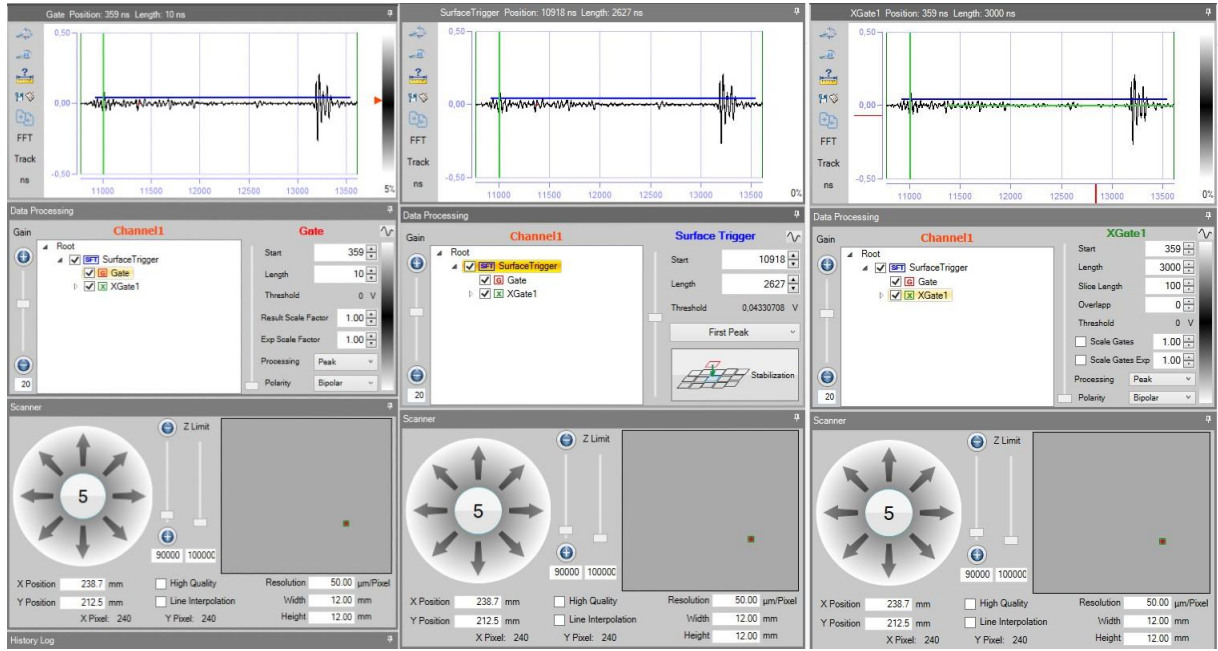 Gate Position: 359 ns Length: 10 ns
0,50
0,00
-0,50
11000 11500 12000 12500 13000 13500
FFT
Track
ns
5%
Data Processing
Gain
Channel1
Root
SFT SurfaceTrigger
G Gate
X XGate1
20
Gate
Start 359
Length 10
Threshold 0 V
Result Scale Factor 1.00
Exp Scale Factor 1.00
Processing Peak
Polarity Bipolar
Scanner
5
Z Limit
90000 100000
X Position 238.7 mm
Y Position 212.5 mm
X Pixel: 240 Y Pixel: 240
High Quality
Line Interpolation
Resolution 50.00 µm/Pixel
Width 12.00 mm
Height 12.00 mm
History Log
SurfaceTrigger Position: 10918 ns Length: 2627 ns
0,50
0,00
-0,50
11000 11500 12000 12500 13000 13500
FFT
Track
ns
0%
Data Processing
Gain
Channel1
Root
SFT SurfaceTrigger
G Gate
X XGate1
20
Surface Trigger
Start 10918
Length 2627
Threshold 0,04330708 V
First Peak
Stabilization
Scanner
5
Z Limit
90000 100000
X Position 238.7 mm
Y Position 212.5 mm
X Pixel: 240 Y Pixel: 240
High Quality
Line Interpolation
Resolution 50.00 µm/Pixel
Width 12.00 mm
Height 12.00 mm
XGate1 Position: 359 ns Length: 3000 ns
0,50
0,00
-0,50
11000 11500 12000 12500 13000 13500
FFT
Track
ns
0%
Data Processing
Gain
Channel1
Root
SFT SurfaceTrigger
G Gate
X XGate1
20
XGate1
Start 359
Length 3000
Slice Length 100
Overlapp 0
Threshold 0 V
Scale Gates 1.00
Scale Gates Exp 1.00
Processing Peak
Polarity Bipolar
Scanner
5
Z Limit
90000 100000
X Position 238.7 mm
Y Position 212.5 mm
X Pixel: 240 Y Pixel: 240
High Quality
Line Interpolation
Resolution 50.00 µm/Pixel
Width 12.00 mm
Height 12.00 mm